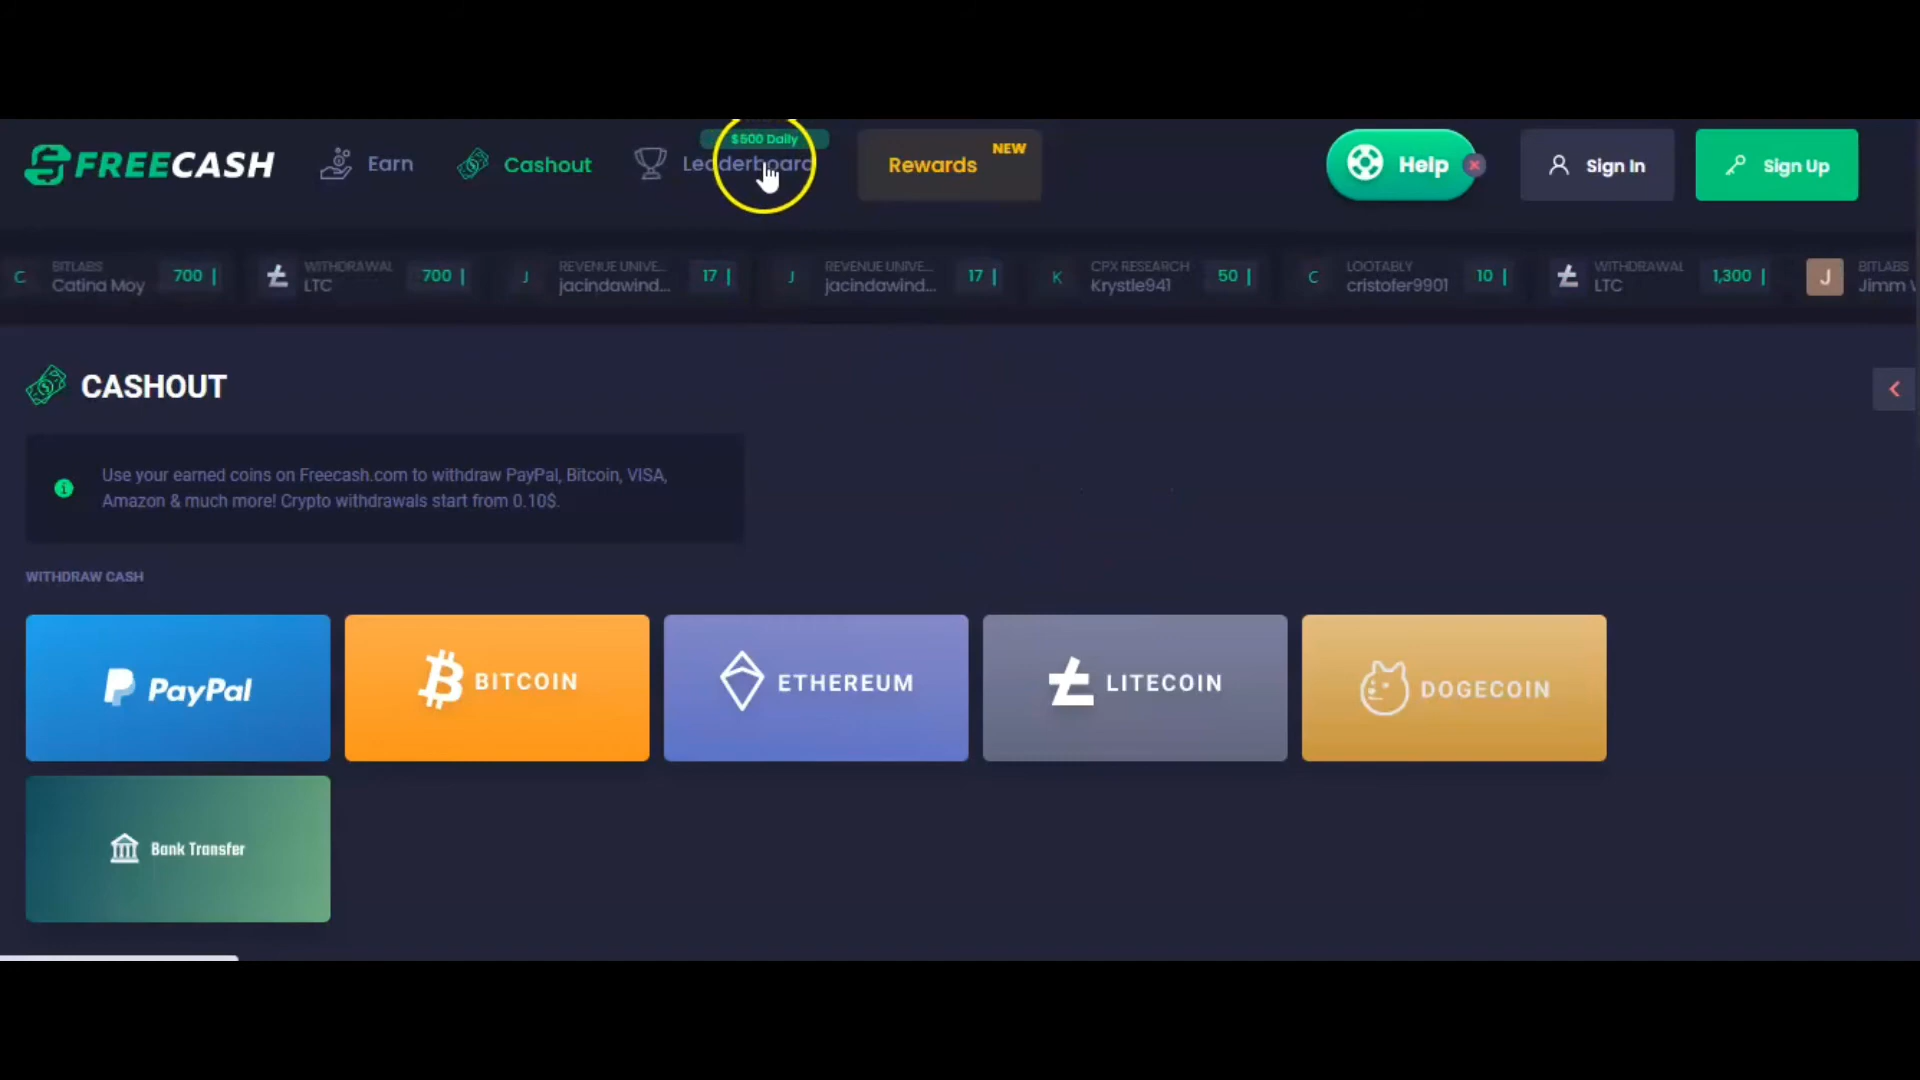 FREECASH
Earn
Cashout
$500 Daily
Leaderboard
Rewards
NEW
Help
Sign In
Sign Up
C
BITLABS
Catina Moy
700
WITHDRAWAL
LTC
700
J
REVENUE UNIVE...
jacindawind...
17
J
REVENUE UNIVE...
jacindawind...
17
K
CPX RESEARCH
Krystle941
50
C
LOOTABLY
cristofer9901
10
WITHDRAWAL
LTC
1,300
J
BITLABS
CASHOUT
Use your earned coins on Freecash.com to withdraw PayPal, Bitcoin, VISA,
Amazon & much more! Crypto withdrawals start from 0.10$.
WITHDRAW CASH
PayPal
BITCOIN
ETHEREUM
LITECOIN
DOGECOIN
Bank Transfer